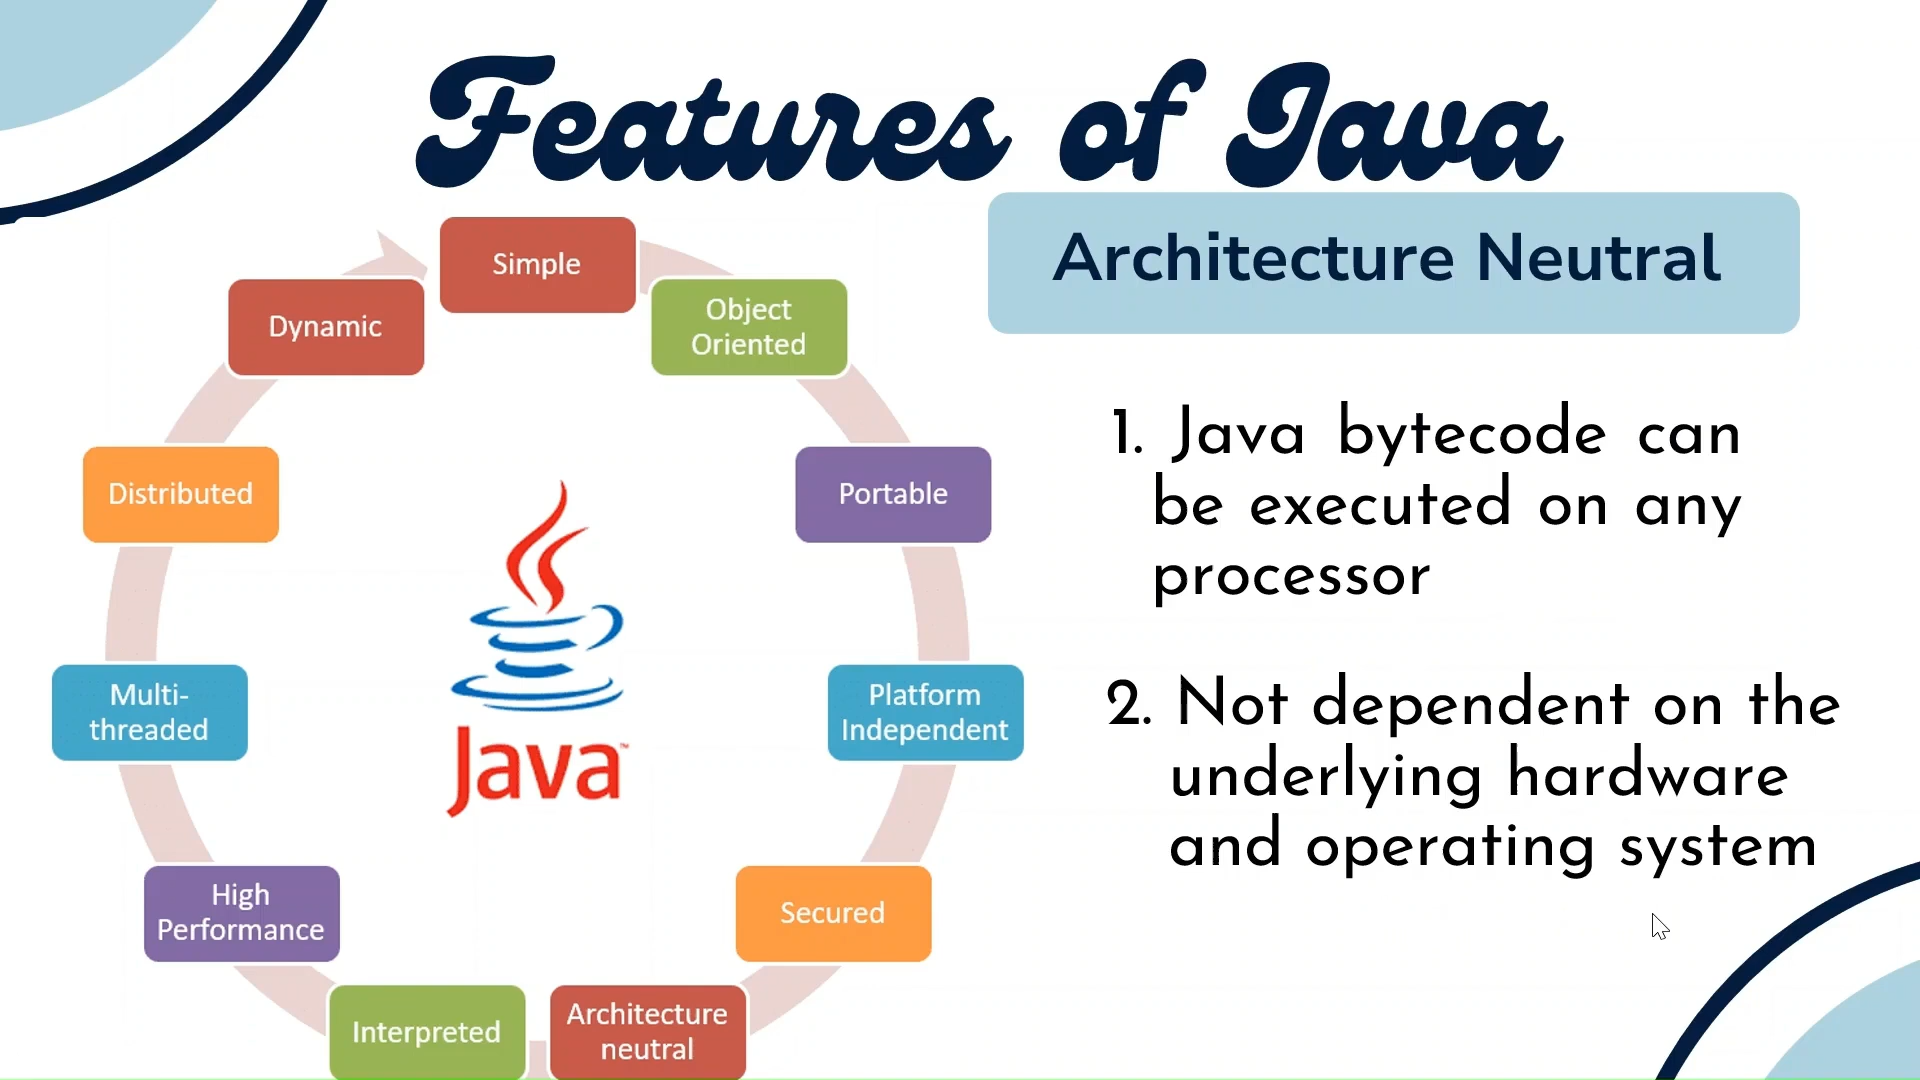 Features of Java
Architecture Neutral
Simple
Object
Oriented
Portable
Platform
Independent
Secured
Architecture
neutral
Interpreted
High
Performance
Multi-
threaded
Distributed
Dynamic
Java™
1. Java bytecode can
be executed on any
processor
2. Not dependent on the
underlying hardware
and operating system